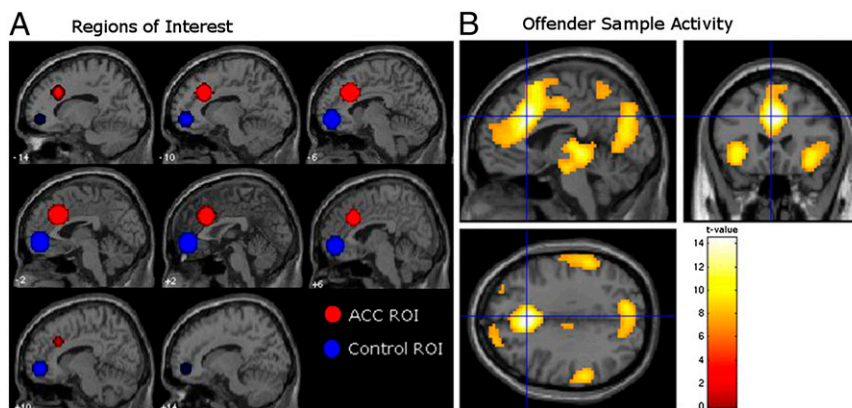 A
Regions of Interest
-14
-10
-6
-2
+2
+6
+10
+14
ACC ROI
Control ROI
B
Offender Sample Activity
t-value
14
12
10
8
6
4
2
0